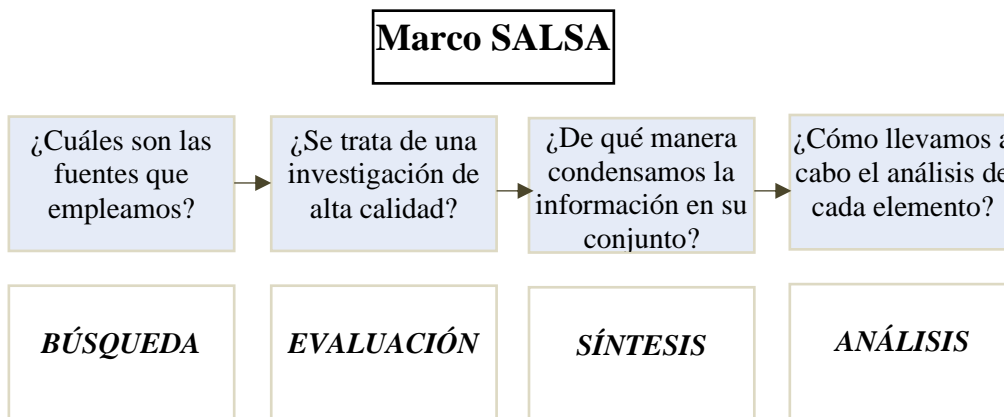 Marco SALSA
¿Cuáles son las
fuentes que
empleamos?
¿Se trata de una
investigación de
alta calidad?
¿De qué manera
condensamos la
información en su
conjunto?
¿Cómo llevamos a
cabo el análisis de
cada elemento?
BÚSQUEDA
EVALUACIÓN
SÍNTESIS
ANÁLISIS